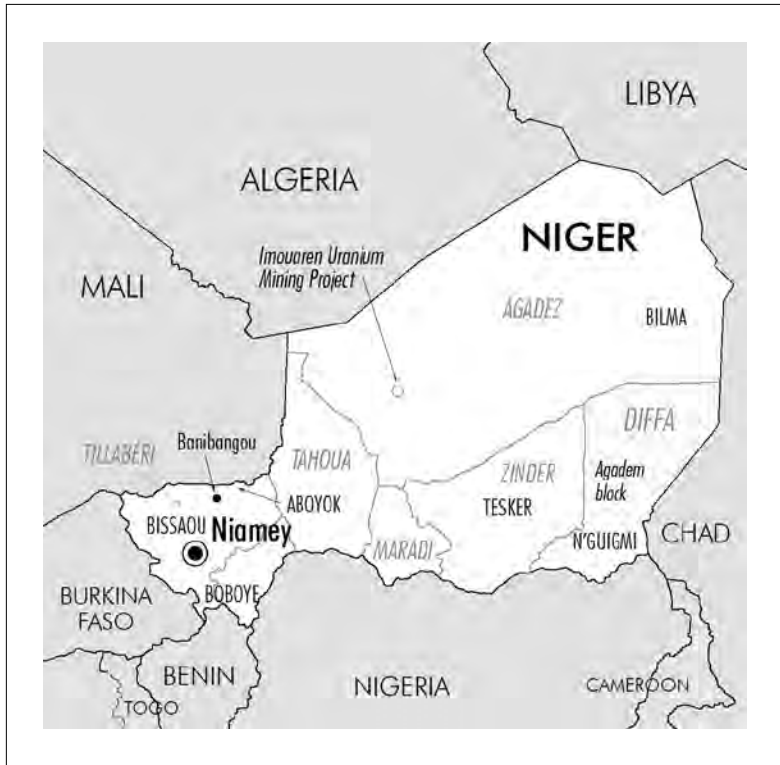 LIBYA
ALGERIA
NIGER
Imouaren Uranium
Mining Project
MALI
AGADEZ
BILMA
DIFFA
TILLABÉRI
Banibangou
TAHOUA
ZINDER
Agadem
block
ABOYOK
TESKER
BISSAOU
Niamey
MARADI
N'GUIGMI
CHAD
BOBOYE
BURKINA
FASO
BENIN
NIGERIA
CAMEROON
TOGO